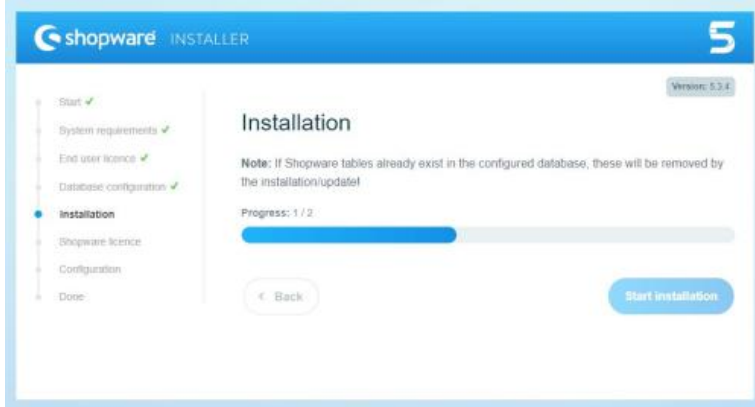 shopware INSTALLER 5
Version: 5.3.4
Start
System requirements
End user licence
Database configuration
Installation
Shopware licence
Configuration
Done
Installation
Note: If Shopware tables already exist in the configured database, these will be removed by
the installation/update!
Progress: 1 / 2
Back
Start installation